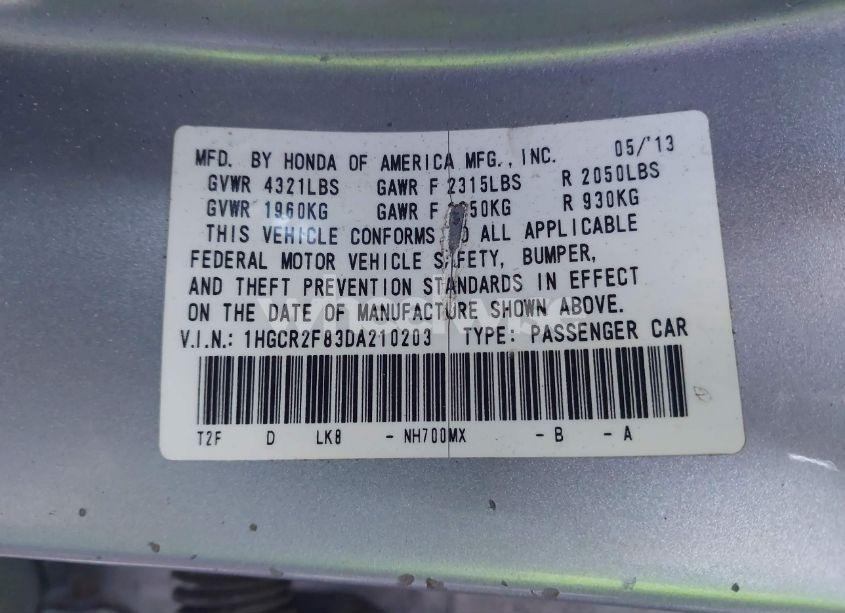 MFD. BY HONDA OF AMERICA MFG., INC. 05/'13
GVWR 4321LBS GAWR F 2315LBS R 2050LBS
GVWR 1960KG GAWR F 50KG R 930KG
THIS VEHICLE CONFORMS TO ALL APPLICABLE
FEDERAL MOTOR VEHICLE SAFETY, BUMPER,
AND THEFT PREVENTION STANDARDS IN EFFECT
ON THE DATE OF MANUFACTURE SHOWN ABOVE.
V.I.N.: 1HGCR2F83DA210203 TYPE: PASSENGER CAR
T2F D LK8 - NH700MX - B - A